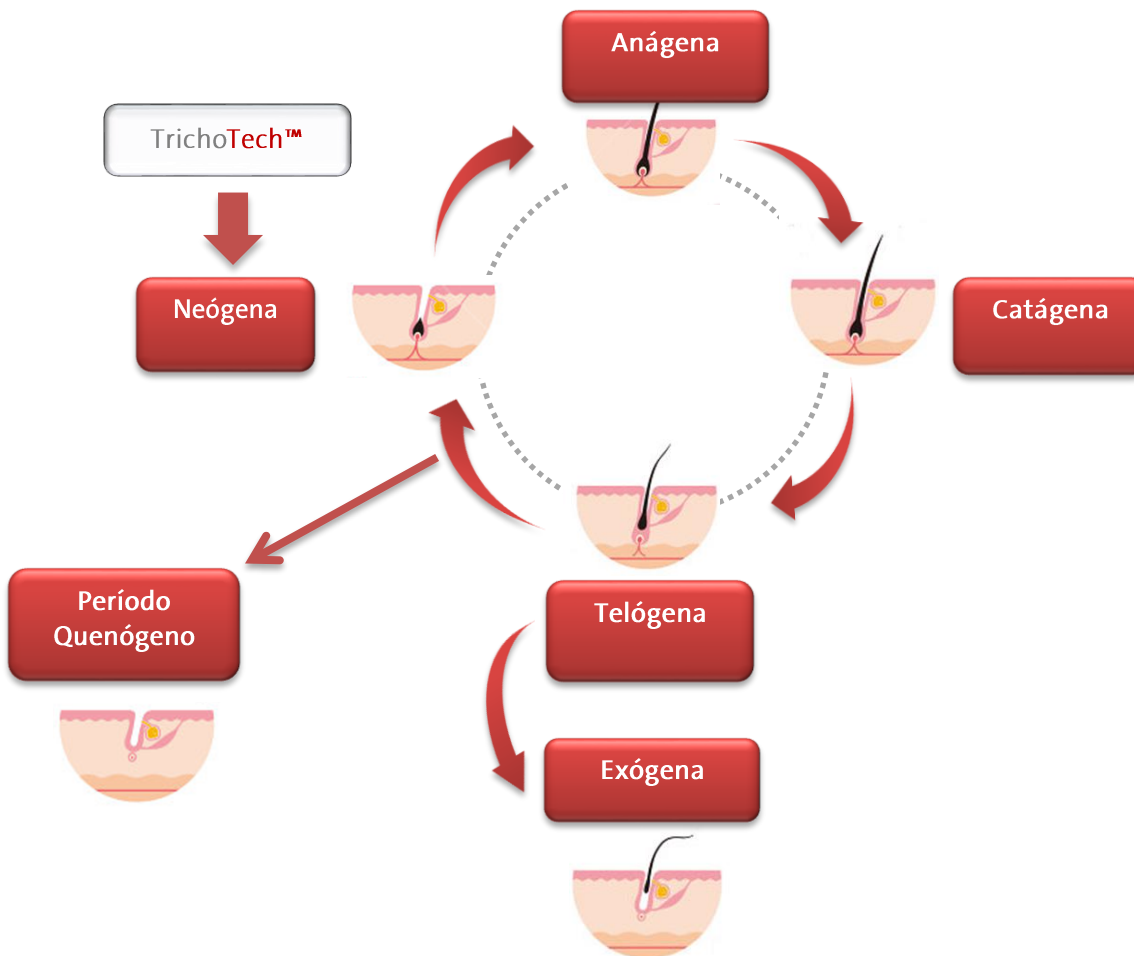 Anágena
TrichoTech™
Neógena
Catágena
Período
Quenógeno
Telógena
Exógena